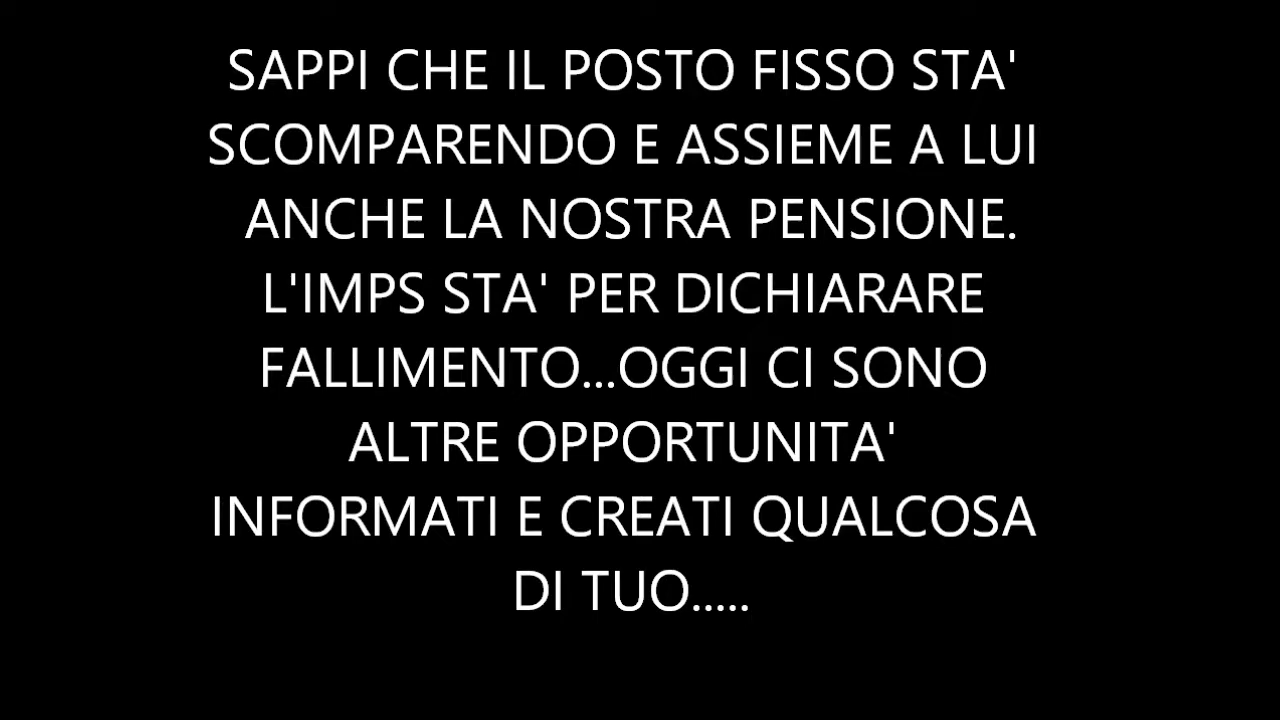 SAPPI CHE IL POSTO FISSO STA'
SCOMPARENDO E ASSIEME A LUI
ANCHE LA NOSTRA PENSIONE.
L'IMPS STA' PER DICHIARARE
FALLIMENTO...OGGI CI SONO
ALTRE OPPORTUNITA'
INFORMATI E CREATI QUALCOSA
DI TUO.....